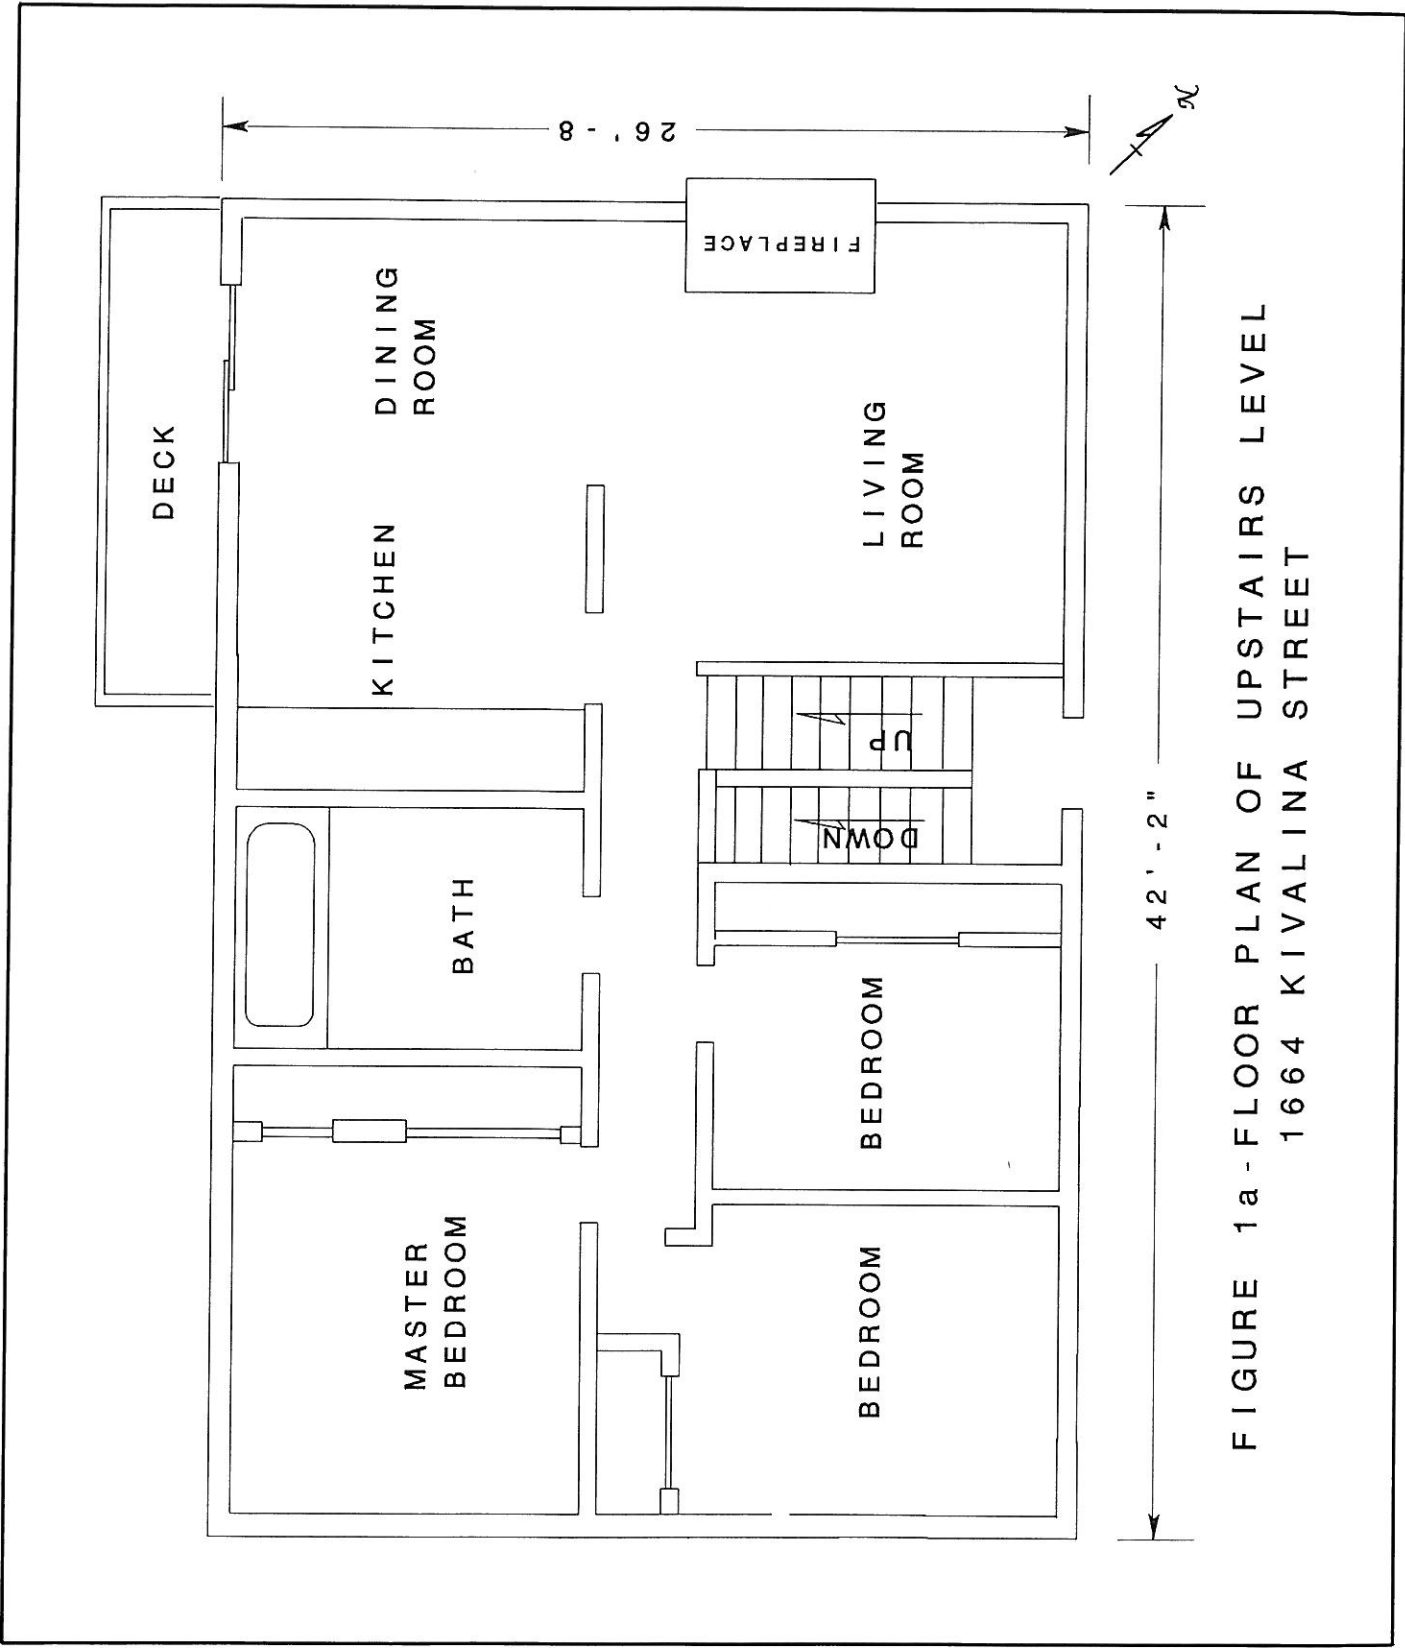 DECK
KITCHEN
DINING
ROOM
26'-8
FIREPLACE
LIVING
ROOM
BATH
UP
DOWN
MASTER
BEDROOM
BEDROOM
BEDROOM
42'-2"
N
FIGURE 1a-FLOOR PLAN OF UPSTAIRS LEVEL
1664 KIVALINA STREET